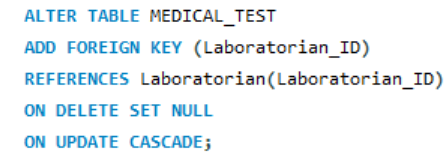 ALTER TABLE MEDICAL_TEST
ADD FOREIGN KEY (Laboratorian_ID)
REFERENCES Laboratorian(Laboratorian_ID)
ON DELETE SET NULL
ON UPDATE CASCADE;